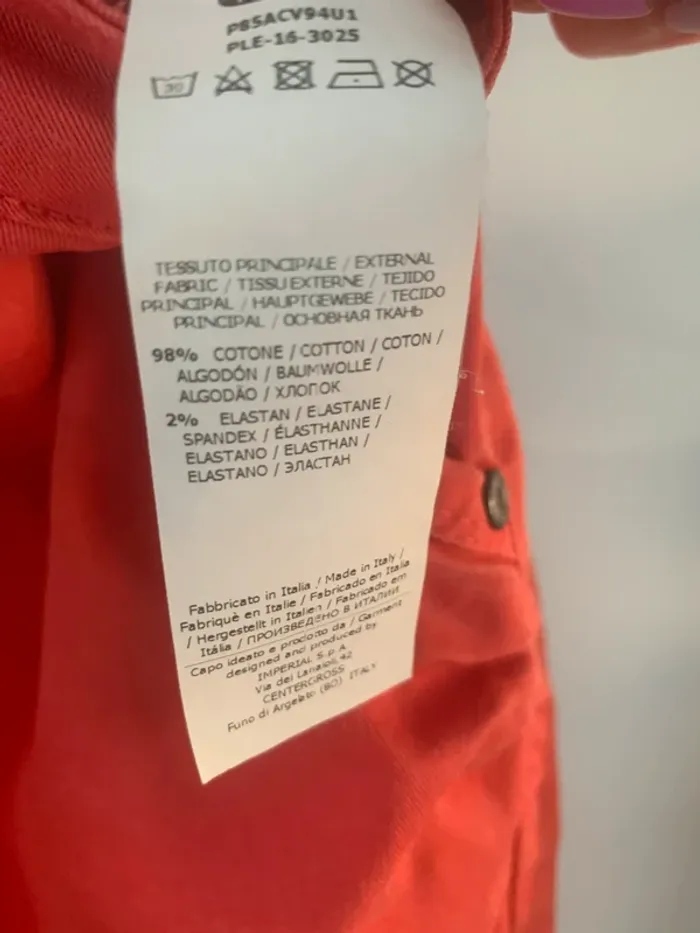 P85ACV94U1
PLE-16-3025
30
TESSUTO PRINCIPALE / EXTERNAL
FABRIC / TISSU EXTERNE / TEJIDO
PRINCIPAL / HAUPTGEWEBE / TECIDO
PRINCIPAL / ОСНОВНАЯ ТКАНЬ
98% COTONE / COTTON / COTON /
ALGODÓN / BAUMWOLLE /
ALGODÃO / ХЛОПОК
2% ELASTAN / ELASTANE /
SPANDEX / ÉLASTHANNE /
ELASTANO / ELASTHAN /
ELASTANO / ЭЛАСТАН
Fabbricato in Italia / Made in Italy /
Fabriquè en Italie / Fabricado en Italia
/ Hergestellt in Italien / Fabricado em
Itália / ПРОИЗВЕДЕНО В ИТАЛИИ
Capo ideato e prodotto da / Garment
designed and produced by
IMPERIAL S.p.A.
Via dei Lanaioli, 42
CENTERGROSS
Funo di Argelato (BO) ITALY